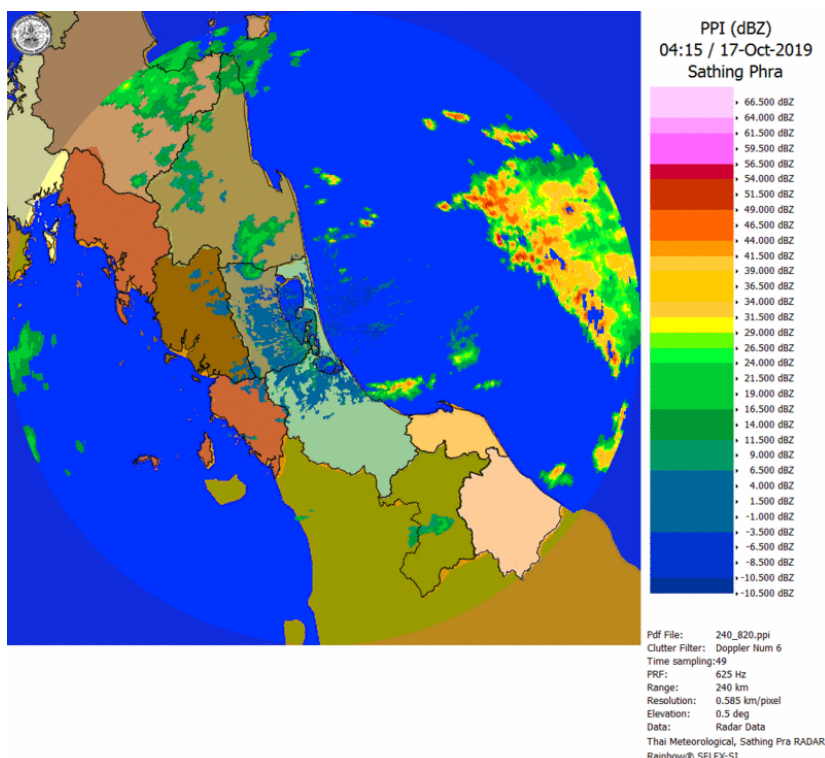 PPI (dBZ)
04:15 / 17-Oct-2019
Sathing Phra
66.500 dBZ
64.000 dBZ
61.500 dBZ
59.500 dBZ
56.500 dBZ
54.000 dBZ
51.500 dBZ
49.000 dBZ
46.500 dBZ
44.000 dBZ
41.500 dBZ
39.000 dBZ
36.500 dBZ
34.000 dBZ
31.500 dBZ
29.000 dBZ
26.500 dBZ
24.000 dBZ
21.500 dBZ
19.000 dBZ
16.500 dBZ
14.000 dBZ
11.500 dBZ
9.000 dBZ
6.500 dBZ
4.000 dBZ
1.500 dBZ
-1.000 dBZ
-3.500 dBZ
-6.500 dBZ
-8.500 dBZ
-10.500 dBZ
-10.500 dBZ
Pdf File: 240_820.ppi
Clutter Filter: Doppler Num 6
Time sampling:49
PRF: 625 Hz
Range: 240 km
Resolution: 0.585 km/pixel
Elevation: 0.5 deg
Data: Radar Data
Thai Meteorological, Sathing Pra RADAR
Rainbow® SELEX-SI